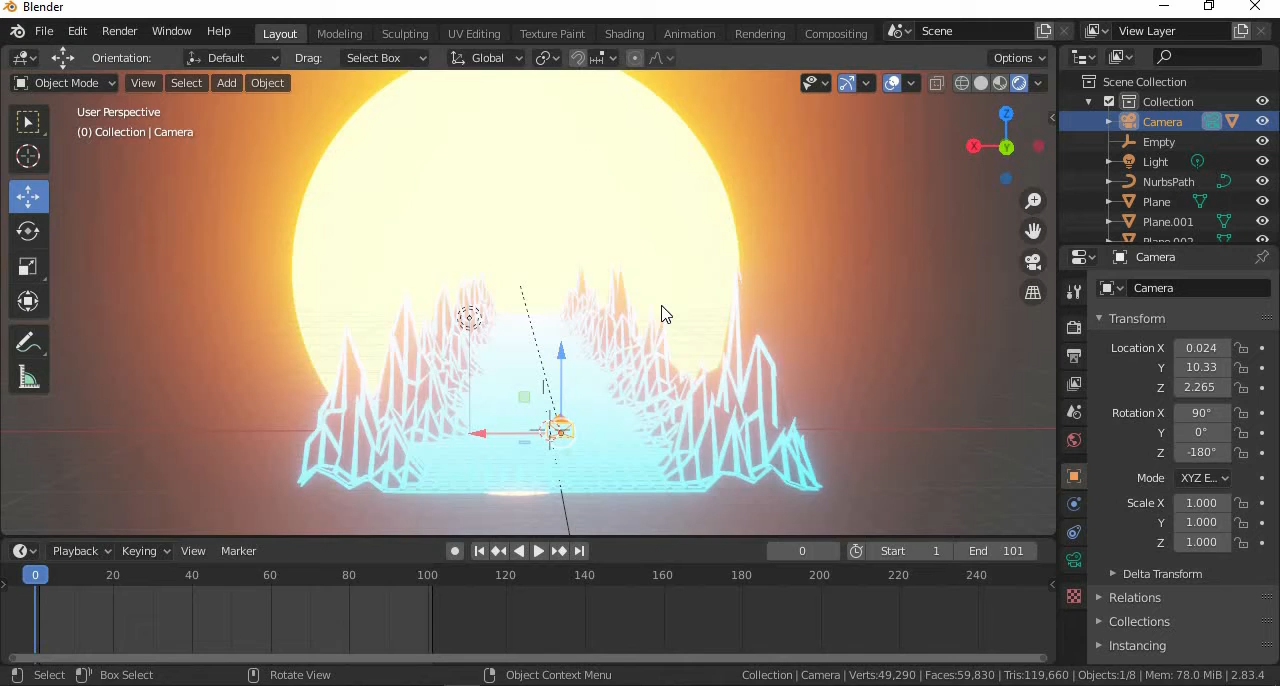 Blender
File Edit Render Window Help Layout Modeling Sculpting UV Editing Texture Paint Shading Animation Rendering Compositing Scene View Layer
Orientation: Default Drag: Select Box Global Options
Object Mode View Select Add Object
User Perspective
(0) Collection | Camera
Z
X
Y
Scene Collection
Collection
Camera
Empty
Light
NurbsPath
Plane
Plane.001
Plane.002
Camera
Camera
Transform
Location X 0.024
Y 10.33
Z 2.265
Rotation X 90°
Y 0°
Z -180°
Mode XYZ E...
Scale X 1.000
Y 1.000
Z 1.000
Delta Transform
Relations
Collections
Instancing
Playback Keying View Marker 0 Start 1 End 101
0 20 40 60 80 100 120 140 160 180 200 220 240
Select Box Select Rotate View Object Context Menu Collection | Camera | Verts:49,290 | Faces:59,830 | Tris:119,660 | Objects:1/8 | Mem: 78.0 MiB | 2.83.4